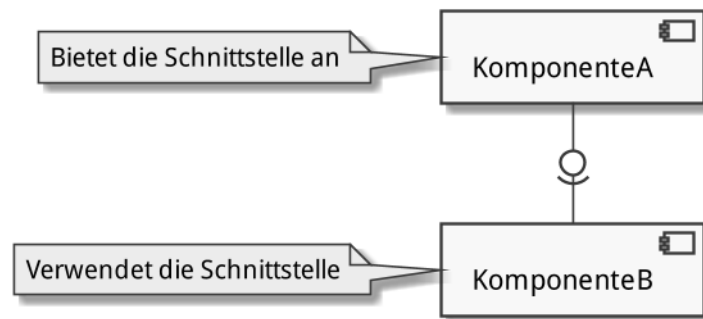 Bietet die Schnittstelle an
KomponenteA
Verwendet die Schnittstelle
KomponenteB